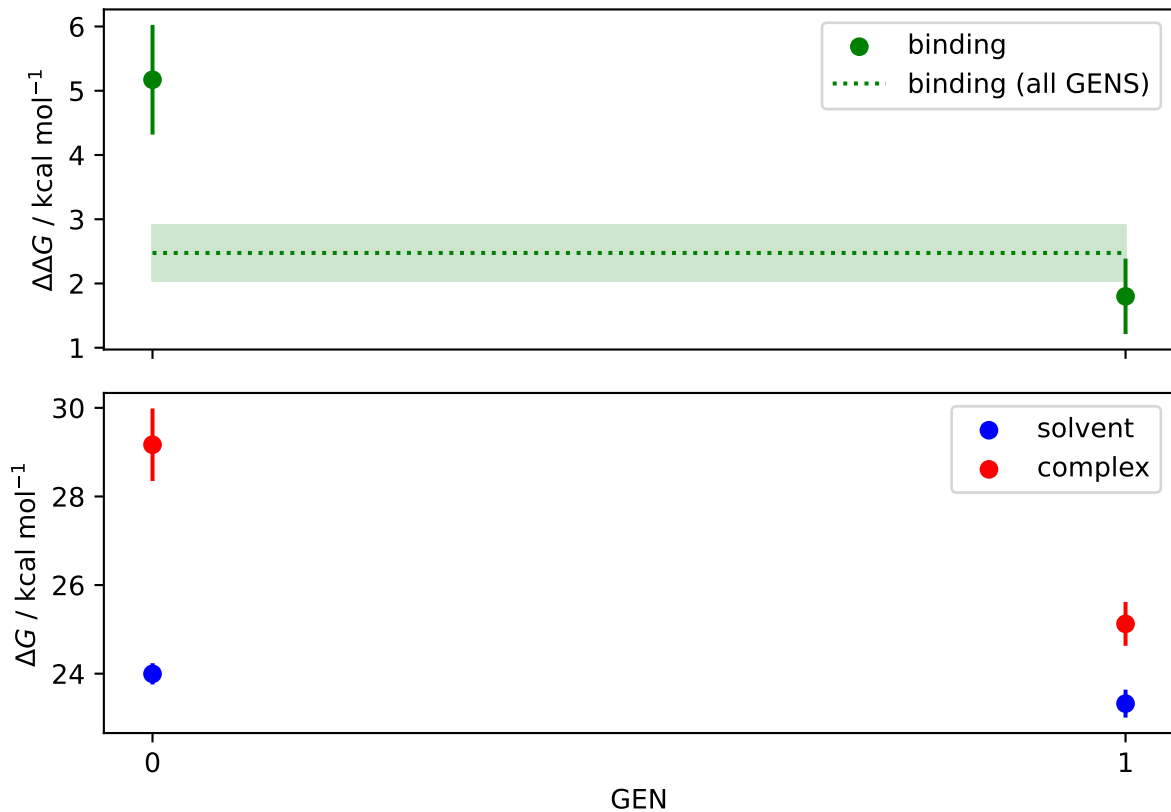 6
5
4
3
2
1
ΔΔG / kcal mol⁻¹
binding
binding (all GENS)
30
28
26
24
ΔG / kcal mol⁻¹
solvent
complex
0 1
GEN